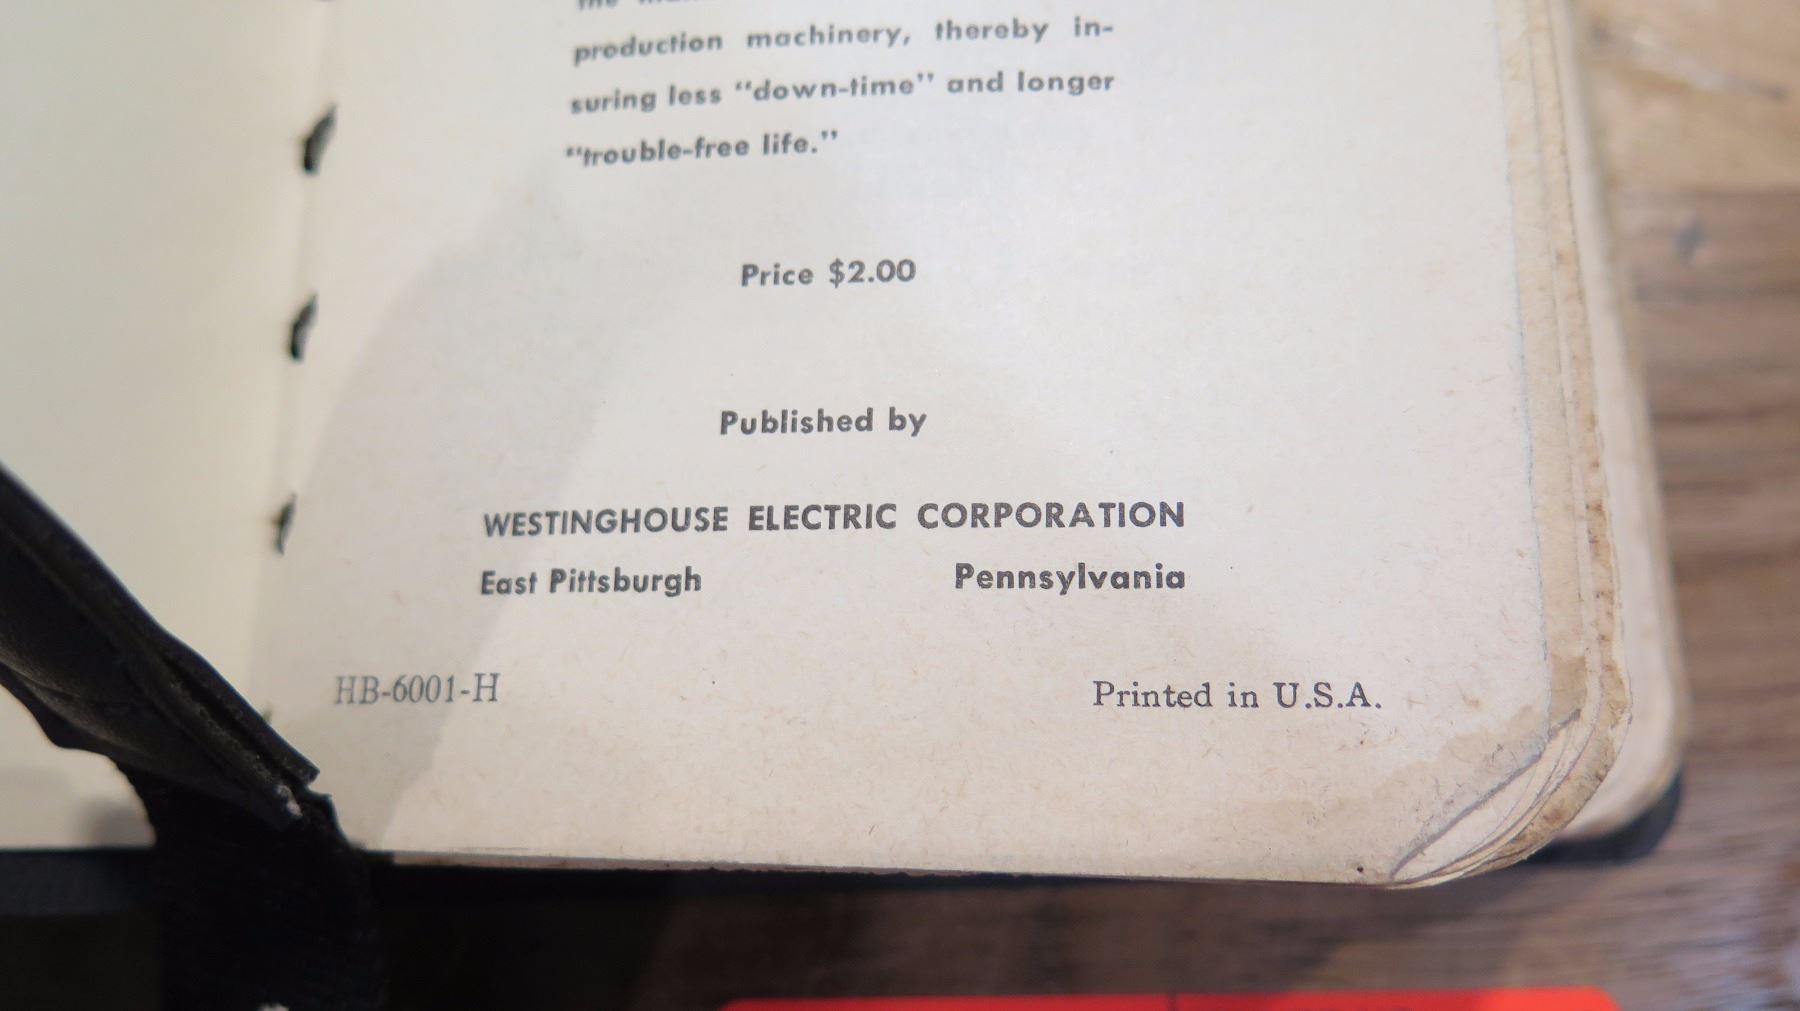 production machinery, thereby in-
suring less “down-time” and longer
“trouble-free life.”
Price $2.00
Published by
WESTINGHOUSE ELECTRIC CORPORATION
East Pittsburgh Pennsylvania
HB-6001-H Printed in U.S.A.